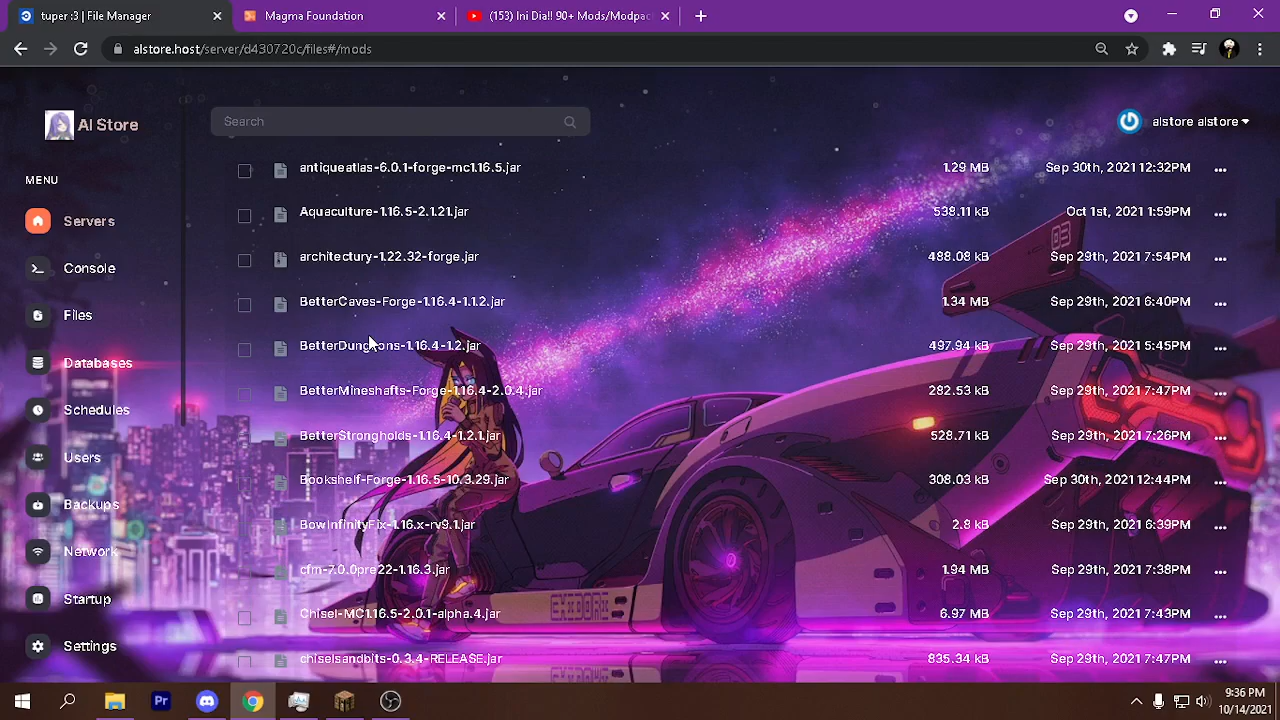 tuper :3 | File Manager
Magma Foundation
(153) Ini Dia!! 90+ Mods/Modpac
alstore.host/server/d430720c/files#/mods
Al Store
Search
alstore alstore
MENU
Servers
Console
Files
Databases
Schedules
Users
Backups
Network
Startup
Settings
antiqueatlas-6.0.1-forge-mc1.16.5.jar 1.29 MB Sep 30th, 2021 12:32PM
Aquaculture-1.16.5-2.1.21.jar 538.11 kB Oct 1st, 2021 1:59PM
architectury-1.22.32-forge.jar 488.08 kB Sep 29th, 2021 7:54PM
BetterCaves-Forge-1.16.4-1.1.2.jar 1.34 MB Sep 29th, 2021 6:40PM
BetterDungeons-1.16.4-1.2.jar 497.94 kB Sep 29th, 2021 5:45PM
BetterMineshafts-Forge-1.16.4-2.0.4.jar 282.53 kB Sep 29th, 2021 7:47PM
BetterStrongholds-1.16.4-1.2.1.jar 528.71 kB Sep 29th, 2021 7:26PM
Bookshelf-Forge-1.16.5-10.3.29.jar 308.03 kB Sep 30th, 2021 12:44PM
BowInfinityFix-1.16.x-rv9.1.jar 2.8 kB Sep 29th, 2021 6:39PM
cfm-7.0.0pre22-1.16.3.jar 1.94 MB Sep 29th, 2021 7:38PM
Chisel-MC1.16.5-2.0.1-alpha.4.jar 6.97 MB Sep 29th, 2021 7:43PM
chiselsandbits-0.3.4-RELEASE.jar 835.34 kB Sep 29th, 2021 7:47PM
03
Pr
9:36 PM
10/14/2021